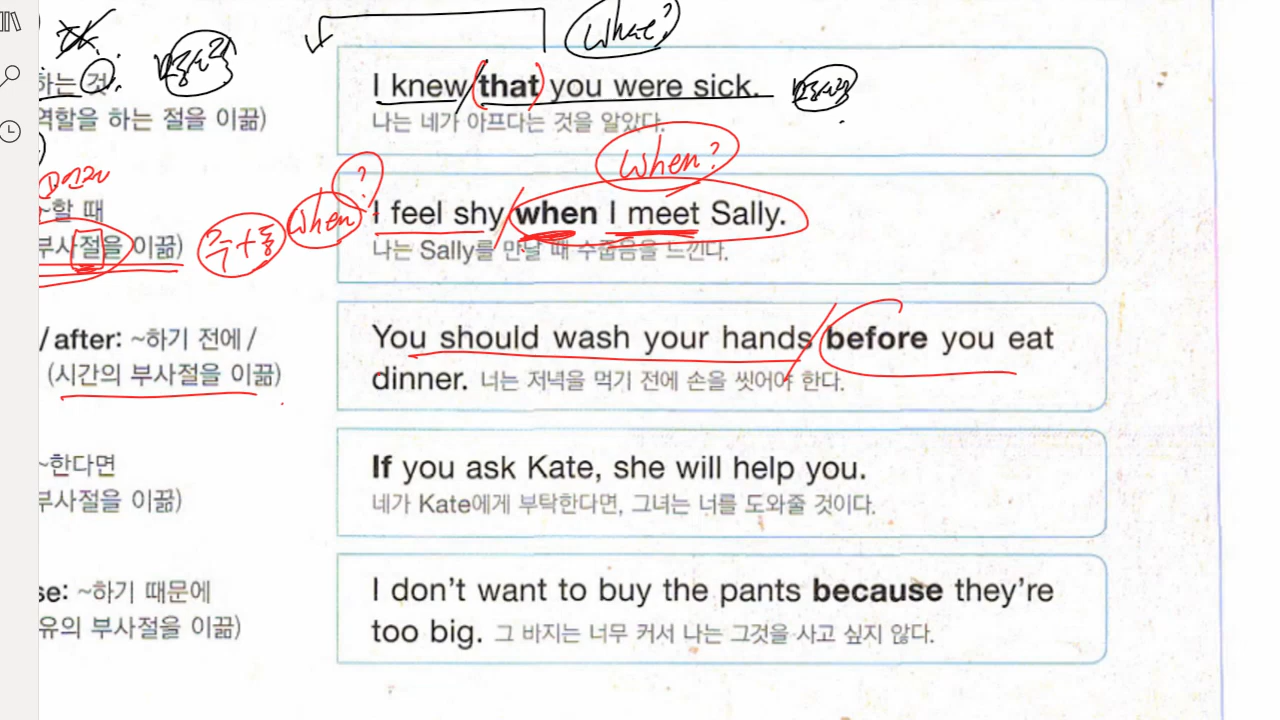 What?
하는 것.
I knew that you were sick.
역할을 하는 절을 이끎)
나는 네가 아프다는 것을 알았다.
When?
?
~할 때
when
I feel shy when I meet Sally.
부사절을 이끎)
주+동
나는 Sally를 만날 때 수줍음을 느낀다.
/ after: ~하기 전에 /
You should wash your hands before you eat
(시간의 부사절을 이끎)
dinner. 너는 저녁을 먹기 전에 손을 씻어야 한다.
~한다면
If you ask Kate, she will help you.
부사절을 이끎)
네가 Kate에게 부탁한다면, 그녀는 너를 도와줄 것이다.
se: ~하기 때문에
I don't want to buy the pants because they're
유의 부사절을 이끎)
too big. 그 바지는 너무 커서 나는 그것을 사고 싶지 않다.